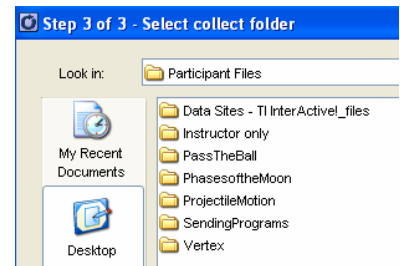 Step 3 of 3 - Select collect folder
Look in: Participant Files
My Recent
Documents
Desktop
Data Sites - TI InterActive!_files
Instructor only
PassTheBall
PhasesoftheMoon
ProjectileMotion
SendingPrograms
Vertex